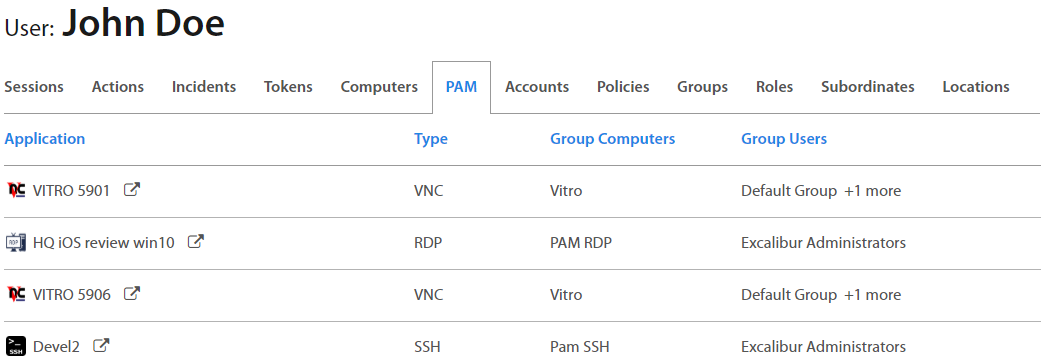 User: John Doe
Sessions Actions Incidents Tokens Computers PAM Accounts Policies Groups Roles Subordinates Locations
Application Type Group Computers Group Users
VITRO 5901 VNC Vitro Default Group +1 more
RDP HQ iOS review win10 RDP PAM RDP Excalibur Administrators
VITRO 5906 VNC Vitro Default Group +1 more
>_ SSH Devel2 SSH Pam SSH Excalibur Administrators